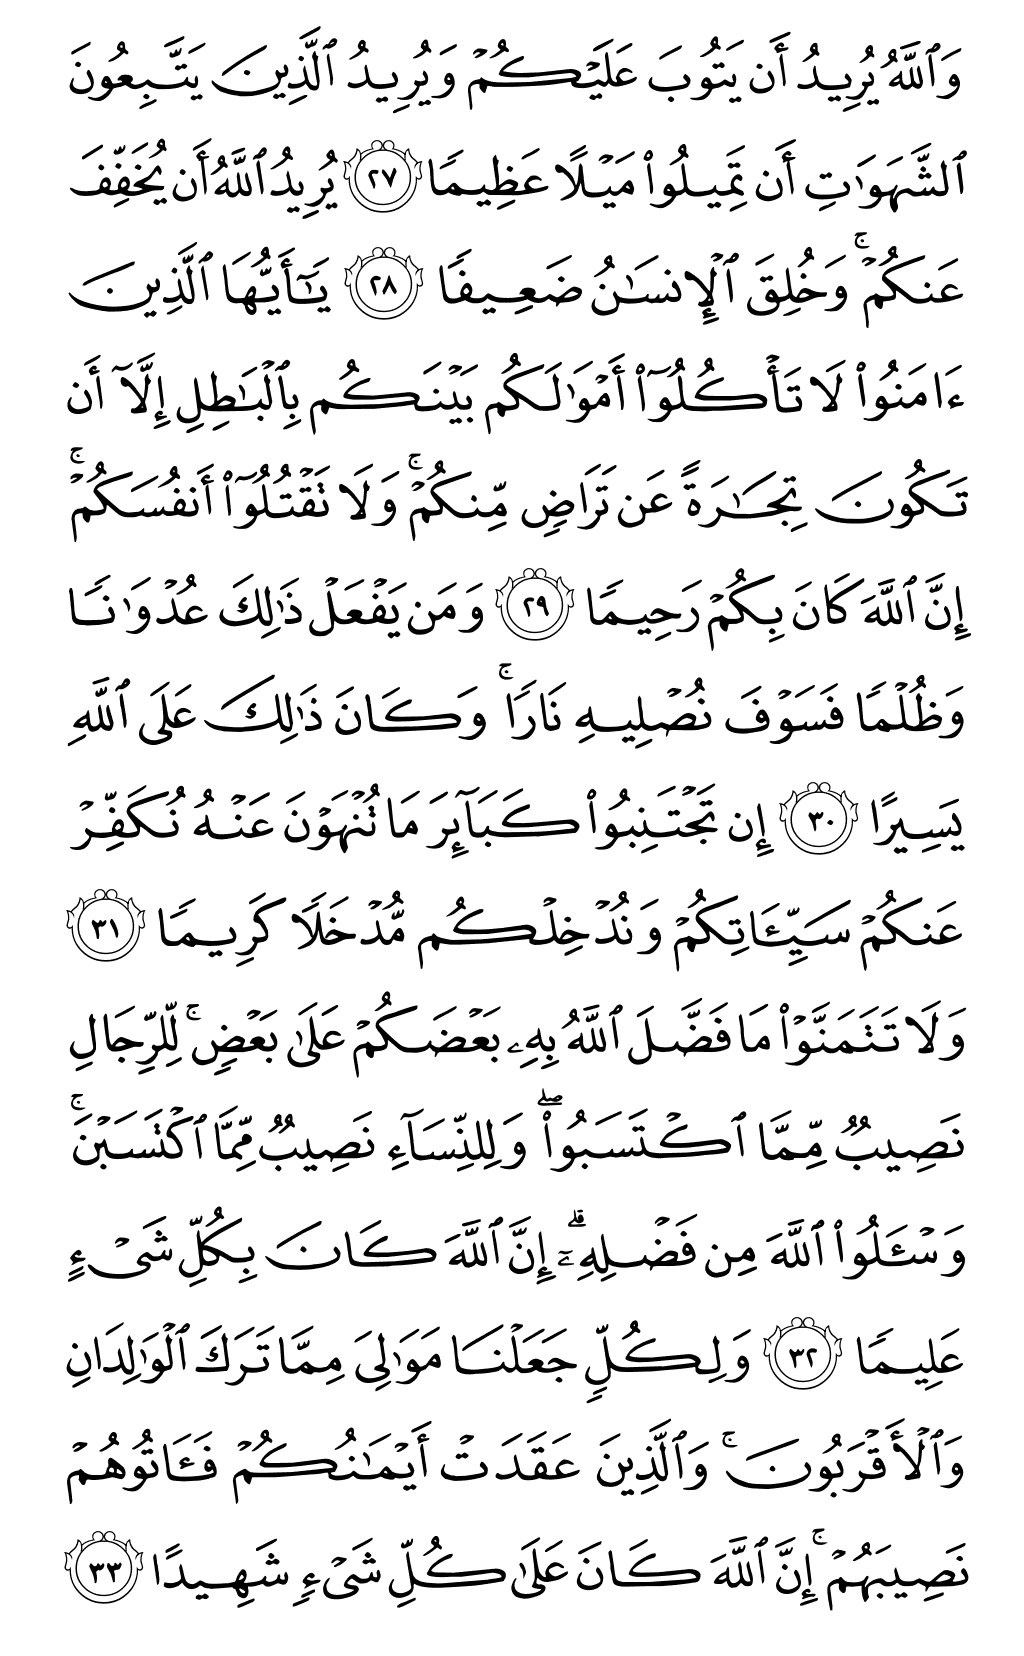 وَٱللَّهُ يُرِيدُ أَن يَتُوبَ عَلَيۡكُمۡ وَيُرِيدُ ٱلَّذِينَ يَتَّبِعُونَ
ٱلشَّهَوَٰتِ أَن تَمِيلُواْ مَيۡلًا عَظِيمٗا ٢٧ يُرِيدُ ٱللَّهُ أَن يُخَفِّفَ
عَنكُمۡۚ وَخُلِقَ ٱلۡإِنسَٰنُ ضَعِيفٗا ٢٨ يَٰٓأَيُّهَا ٱلَّذِينَ
ءَامَنُواْ لَا تَأۡكُلُوٓاْ أَمۡوَٰلَكُم بَيۡنَكُم بِٱلۡبَٰطِلِ إِلَّآ أَن
تَكُونَ تِجَٰرَةً عَن تَرَاضٖ مِّنكُمۡۚ وَلَا تَقۡتُلُوٓاْ أَنفُسَكُمۡۚ
إِنَّ ٱللَّهَ كَانَ بِكُمۡ رَحِيمٗا ٢٩ وَمَن يَفۡعَلۡ ذَٰلِكَ عُدۡوَٰنٗا
وَظُلۡمٗا فَسَوۡفَ نُصۡلِيهِ نَارٗاۚ وَكَانَ ذَٰلِكَ عَلَى ٱللَّهِ
يَسِيرًا ٣٠ إِن تَجۡتَنِبُواْ كَبَآئِرَ مَا تُنۡهَوۡنَ عَنۡهُ نُكَفِّرۡ
عَنكُمۡ سَيِّـَٔاتِكُمۡ وَنُدۡخِلۡكُم مُّدۡخَلٗا كَرِيمٗا ٣١
وَلَا تَتَمَنَّوۡاْ مَا فَضَّلَ ٱللَّهُ بِهِۦ بَعۡضَكُمۡ عَلَىٰ بَعۡضٖۚ لِّلرِّجَالِ
نَصِيبٞ مِّمَّا ٱكۡتَسَبُواْۖ وَلِلنِّسَآءِ نَصِيبٞ مِّمَّا ٱكۡتَسَبۡنَۚ
وَسۡـَٔلُواْ ٱللَّهَ مِن فَضۡلِهِۦٓۗ إِنَّ ٱللَّهَ كَانَ بِكُلِّ شَيۡءٍ
عَلِيمٗا ٣٢ وَلِكُلّٖ جَعَلۡنَا مَوَٰلِيَ مِمَّا تَرَكَ ٱلۡوَٰلِدَانِ
وَٱلۡأَقۡرَبُونَۚ وَٱلَّذِينَ عَقَدَتۡ أَيۡمَٰنُكُمۡ فَـَٔاتُوهُمۡ
نَصِيبَهُمۡۚ إِنَّ ٱللَّهَ كَانَ عَلَىٰ كُلِّ شَيۡءٖ شَهِيدًا ٣٣